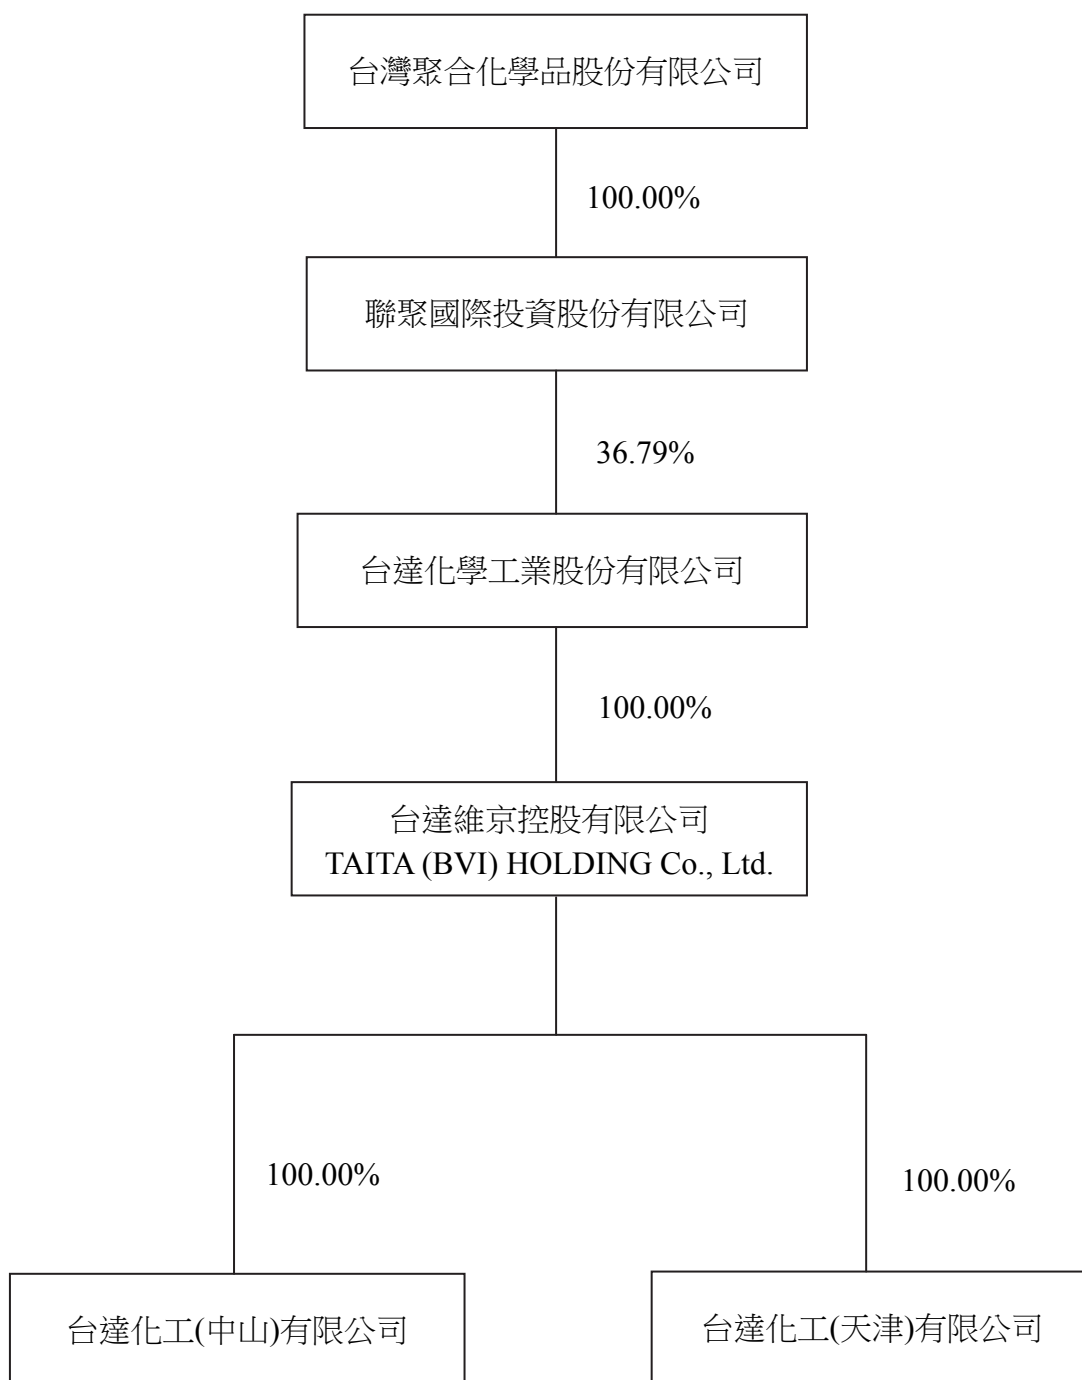 台灣聚合化學品股份有限公司
100.00%
聯聚國際投資股份有限公司
36.79%
台達化學工業股份有限公司
100.00%
台達維京控股有限公司
TAITA (BVI) HOLDING Co., Ltd.
100.00%
100.00%
台達化工(中山)有限公司
台達化工(天津)有限公司